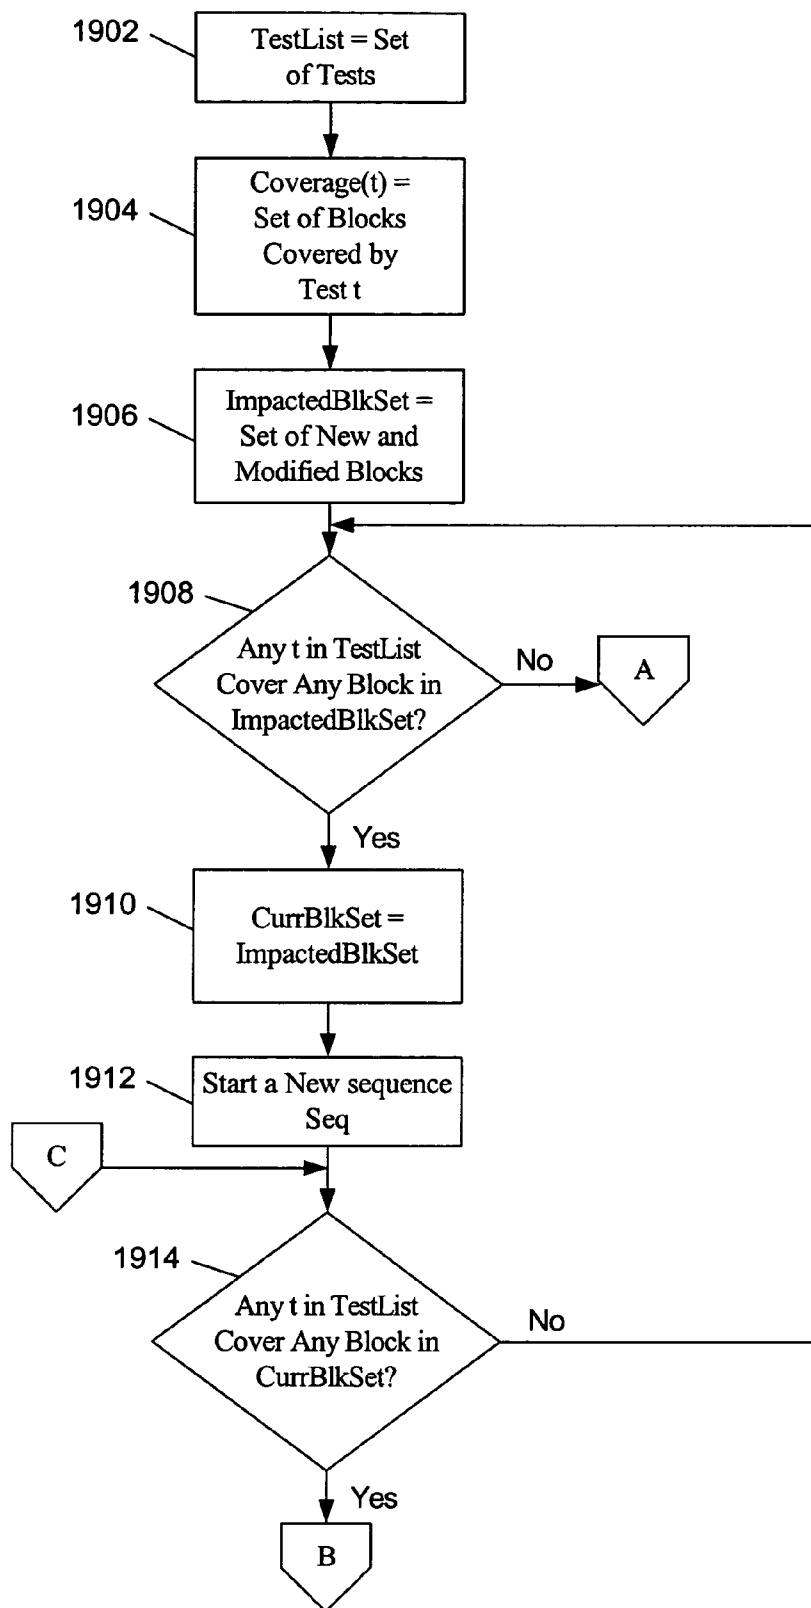 1902
TestList = Set
of Tests
1904
Coverage(t) =
Set of Blocks
Covered by
Test t
1906
ImpactedBlkSet =
Set of New and
Modified Blocks
1908
Any t in TestList
Cover Any Block in
ImpactedBlkSet?
No
A
Yes
1910
CurrBlkSet =
ImpactedBlkSet
1912
Start a New sequence
Seq
C
1914
Any t in TestList
Cover Any Block in
CurrBlkSet?
No
Yes
B